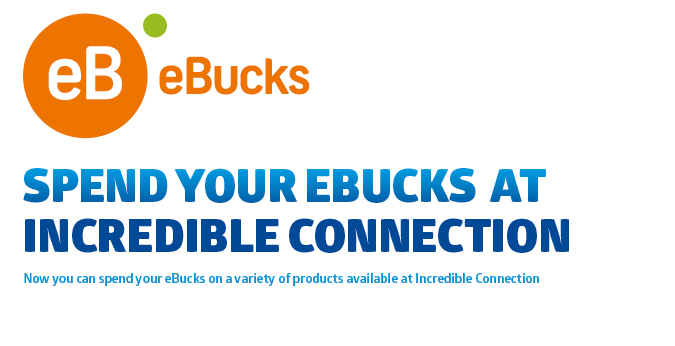 eB
eBucks
SPEND YOUR EBUCKS AT
INCREDIBLE CONNECTION
Now you can spend your eBucks on a variety of products available at Incredible Connection